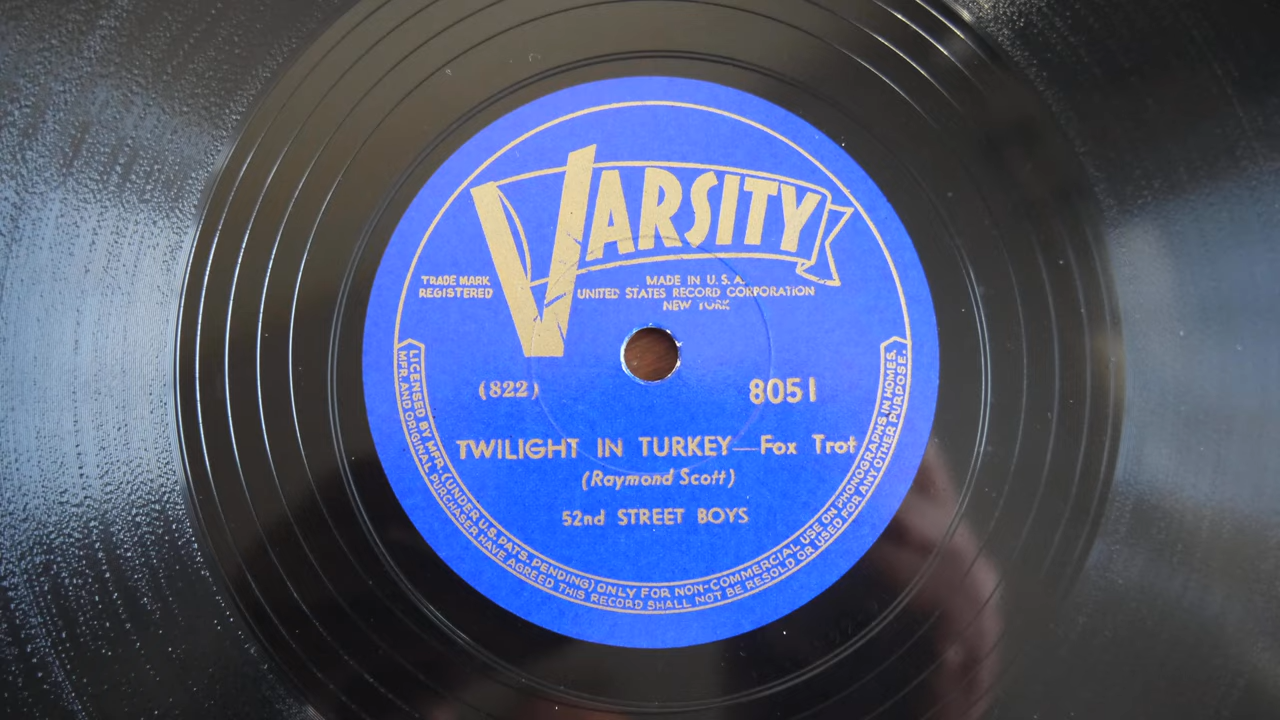 VARSITY
TRADE MARK
REGISTERED
MADE IN U. S. A.
UNITED STATES RECORD CORPORATION
NEW YORK
(822)
8051
TWILIGHT IN TURKEY—Fox Trot
(Raymond Scott)
52nd STREET BOYS
LICENSED BY MFR. (UNDER U.S. PATS. PENDING) ONLY FOR NON-COMMERCIAL USE ON PHONOGRAPHS IN HOMES.
MFR. AND ORIGINAL PURCHASER HAVE AGREED THIS RECORD SHALL NOT BE RESOLD OR USED FOR ANY OTHER PURPOSE.